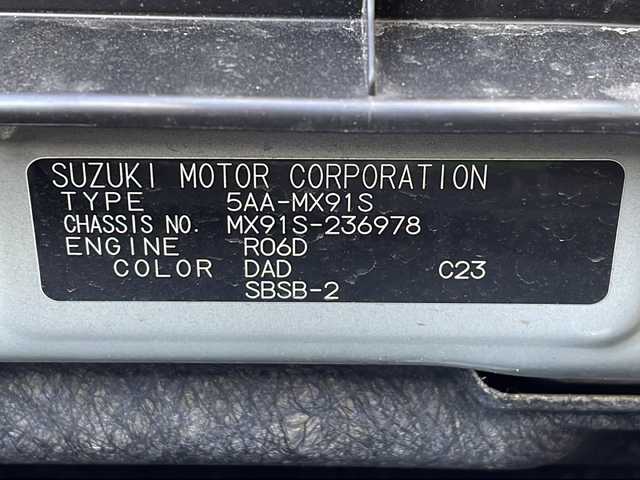 SUZUKI MOTOR CORPORATION
TYPE 5AA-MX91S
CHASSIS NO. MX91S-236978
ENGINE R06D
COLOR DAD C23
SBSB-2